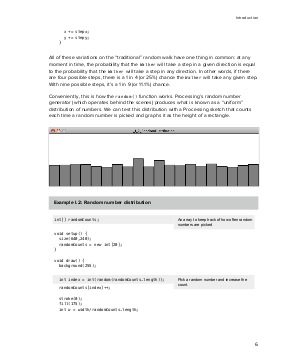 Introduction
x += stepx;
y += stepy;
}
All of these variations on the "traditional" random walk have one thing in common: at any
moment in time, the probability that the Walker will take a step in a given direction is equal
to the probability that the Walker will take a step in any direction. In other words, if there
are four possible steps, there is a 1 in 4 (or 25%) chance the Walker will take any given step.
With nine possible steps, it's a 1 in 9 (or 11.1%) chance.
Conveniently, this is how the random() function works. Processing's random number
generator (which operates behind the scenes) produces what is known as a "uniform"
distribution of numbers. We can test this distribution with a Processing sketch that counts
each time a random number is picked and graphs it as the height of a rectangle.
Example I.2: Random number distribution
int[] randomCounts;
An array to keep track of how often random
numbers are picked
void setup() {
size(640,240);
randomCounts = new int[20];
}
void draw() {
background(255);
int index = int(random(randomCounts.length));
Pick a random number and increase the
count.
randomCounts[index]++;
stroke(0);
fill(175);
int w = width/randomCounts.length;
6